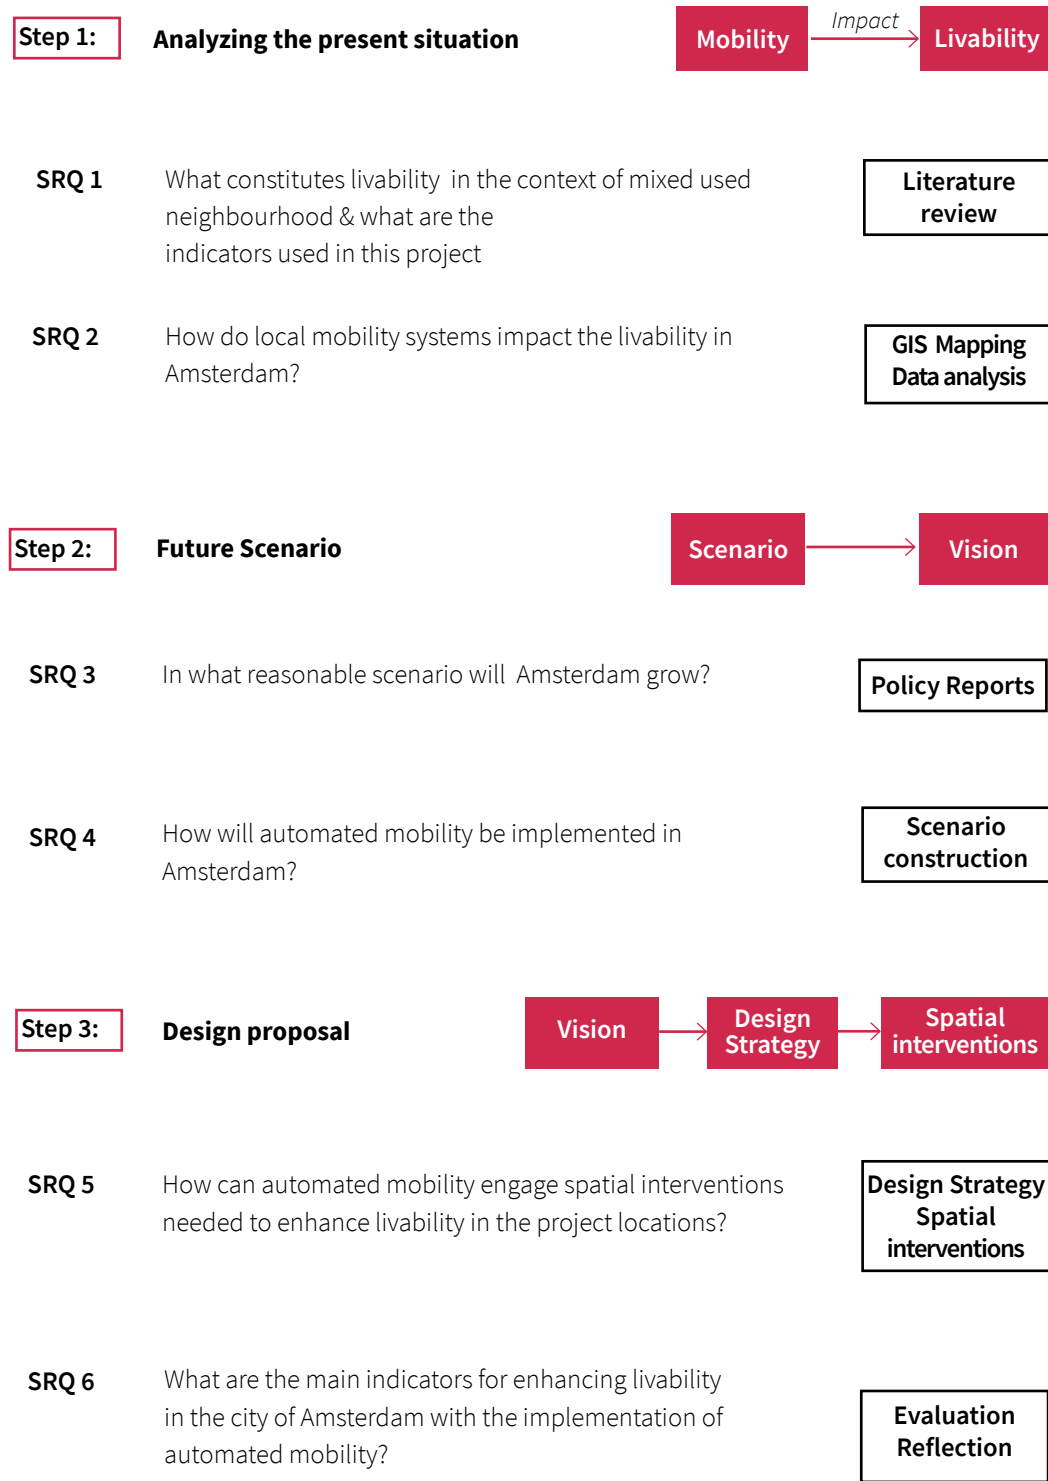 Step 1:
Analyzing the present situation
Mobility
Impact
Livability
SRQ 1
What constitutes livability in the context of mixed used
neighbourhood & what are the
indicators used in this project
Literature
review
SRQ 2
How do local mobility systems impact the livability in
Amsterdam?
GIS Mapping
Data analysis
Step 2:
Future Scenario
Scenario
Vision
SRQ 3
In what reasonable scenario will Amsterdam grow?
Policy Reports
SRQ 4
How will automated mobility be implemented in
Amsterdam?
Scenario
construction
Step 3:
Design proposal
Vision
Design
Strategy
Spatial
interventions
SRQ 5
How can automated mobility engage spatial interventions
needed to enhance livability in the project locations?
Design Strategy
Spatial
interventions
SRQ 6
What are the main indicators for enhancing livability
in the city of Amsterdam with the implementation of
automated mobility?
Evaluation
Reflection